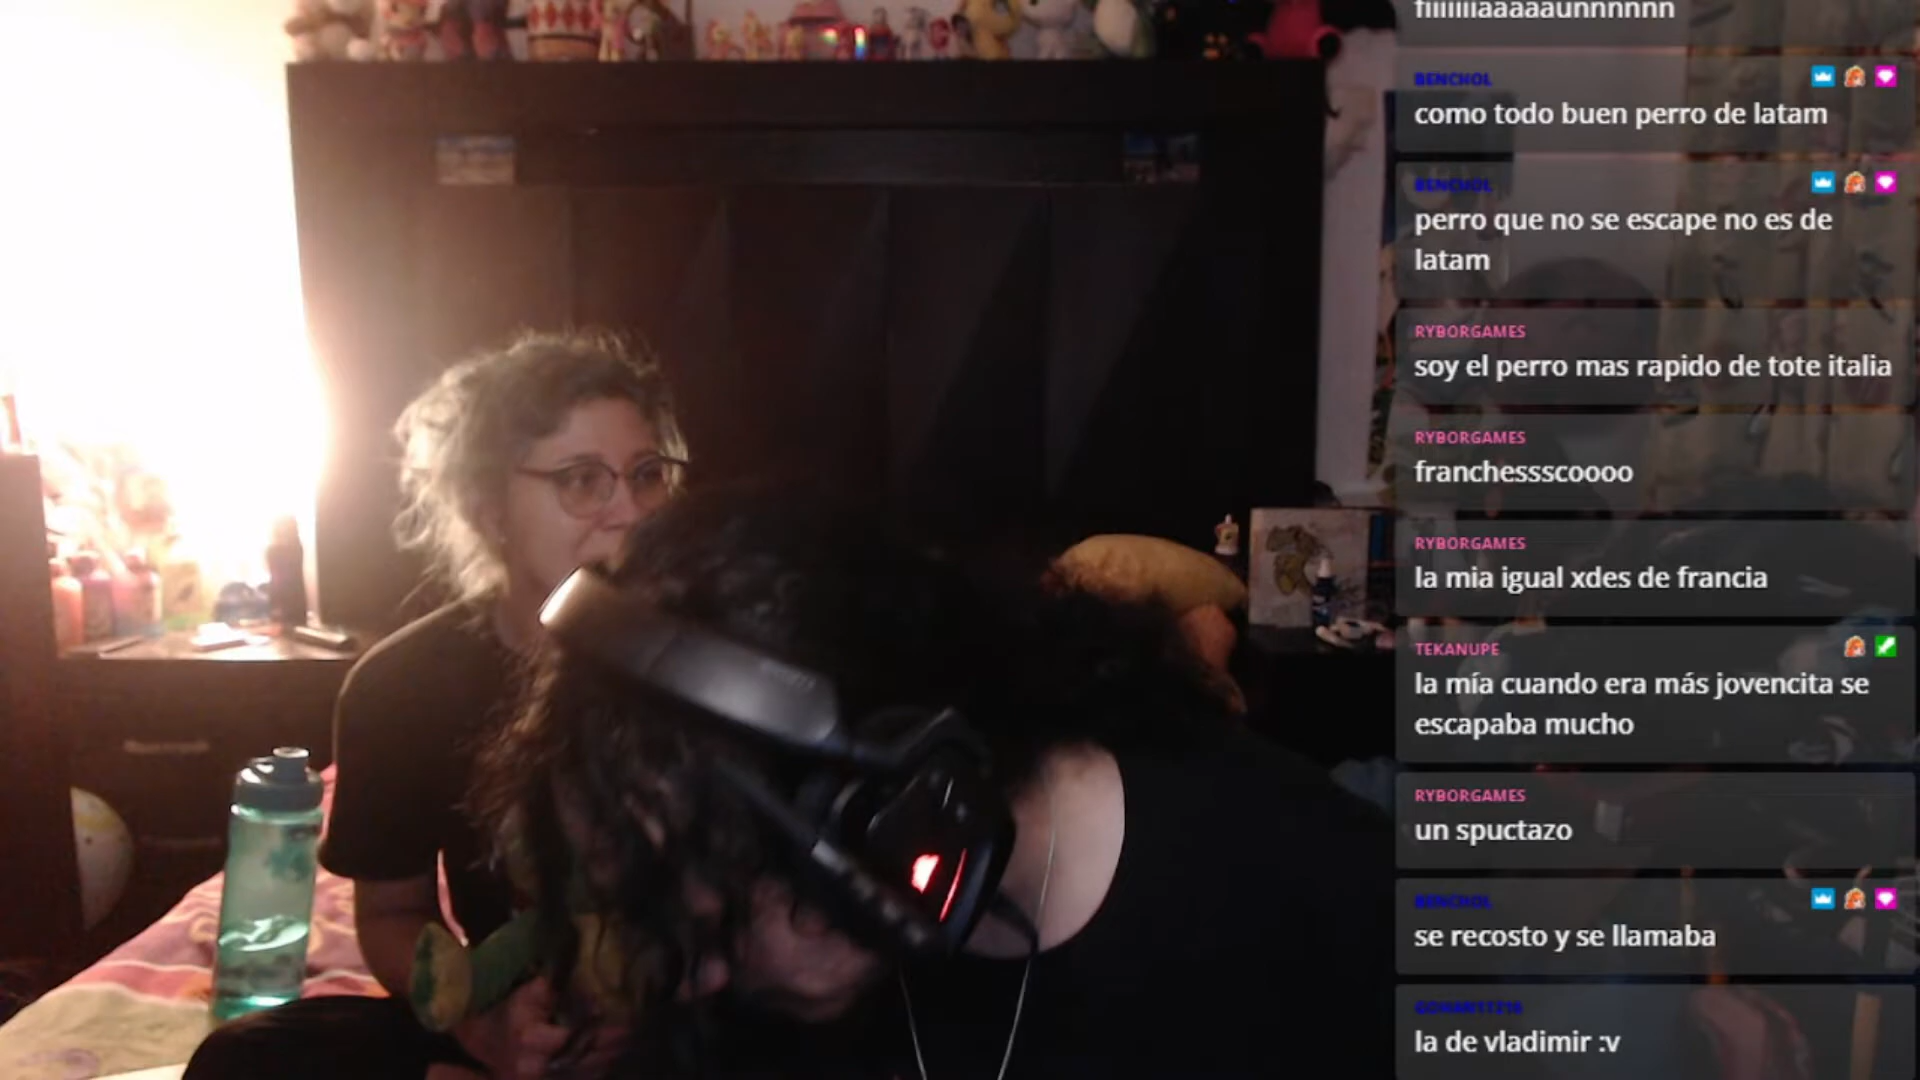 fiiiiiiiaaaaaunnnnnn
BENCHOL
como todo buen perro de latam
BENCHOL
perro que no se escape no es de
latam
RYBORGAMES
soy el perro mas rapido de tote italia
RYBORGAMES
franchessscoooo
RYBORGAMES
la mia igual xdes de francia
TEKANUPE
la mía cuando era más jovencita se
escapaba mucho
RYBORGAMES
un spuctazo
BENCHOL
se recosto y se llamaba
la de vladimir :v